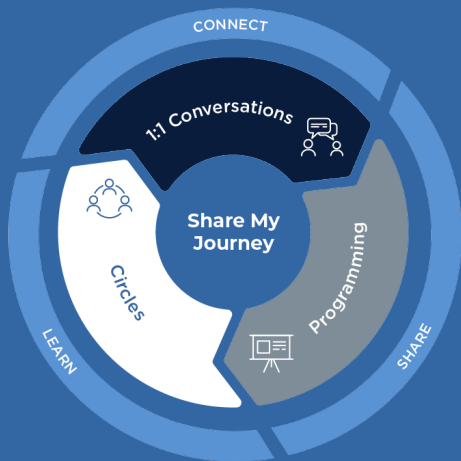 CONNECT
1:1 Conversations
Share My
Journey
Programming
Circles
SHARE
LEARN